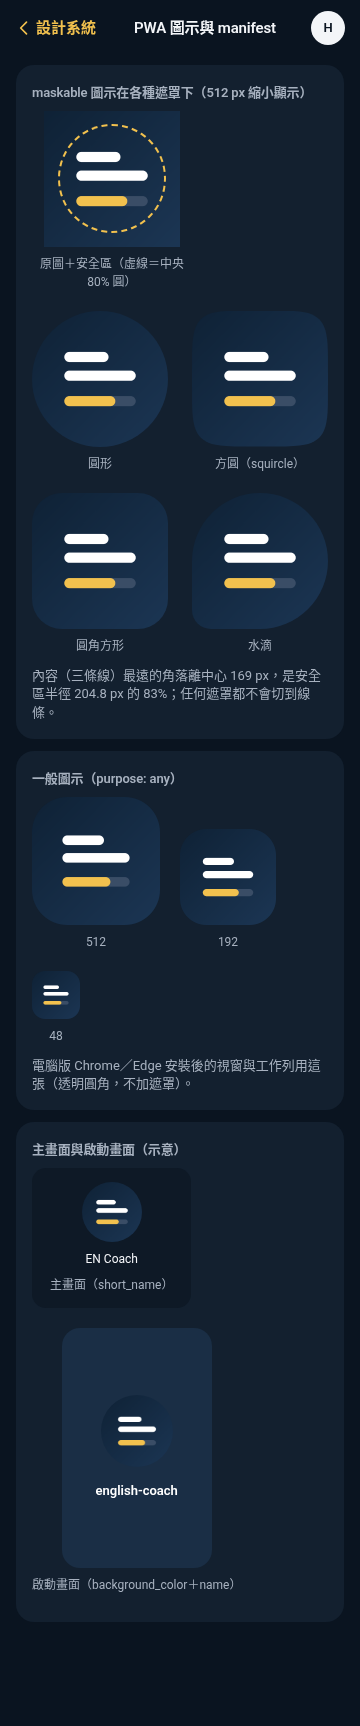 設計系統
PWA 圖示與 manifest
H
maskable 圖示在各種遮罩下（512 px 縮小顯示）
原圖＋安全區（虛線＝中央
80% 圓）
圓形
方圓（squircle）
圓角方形
水滴
內容（三條線）最遠的角落離中心 169 px，是安全
區半徑 204.8 px 的 83%；任何遮罩都不會切到線
條。
一般圖示（purpose: any）
512
192
48
電腦版 Chrome／Edge 安裝後的視窗與工作列用這
張（透明圓角，不加遮罩）。
主畫面與啟動畫面（示意）
EN Coach
主畫面（short_name）
english-coach
啟動畫面（background_color＋name）